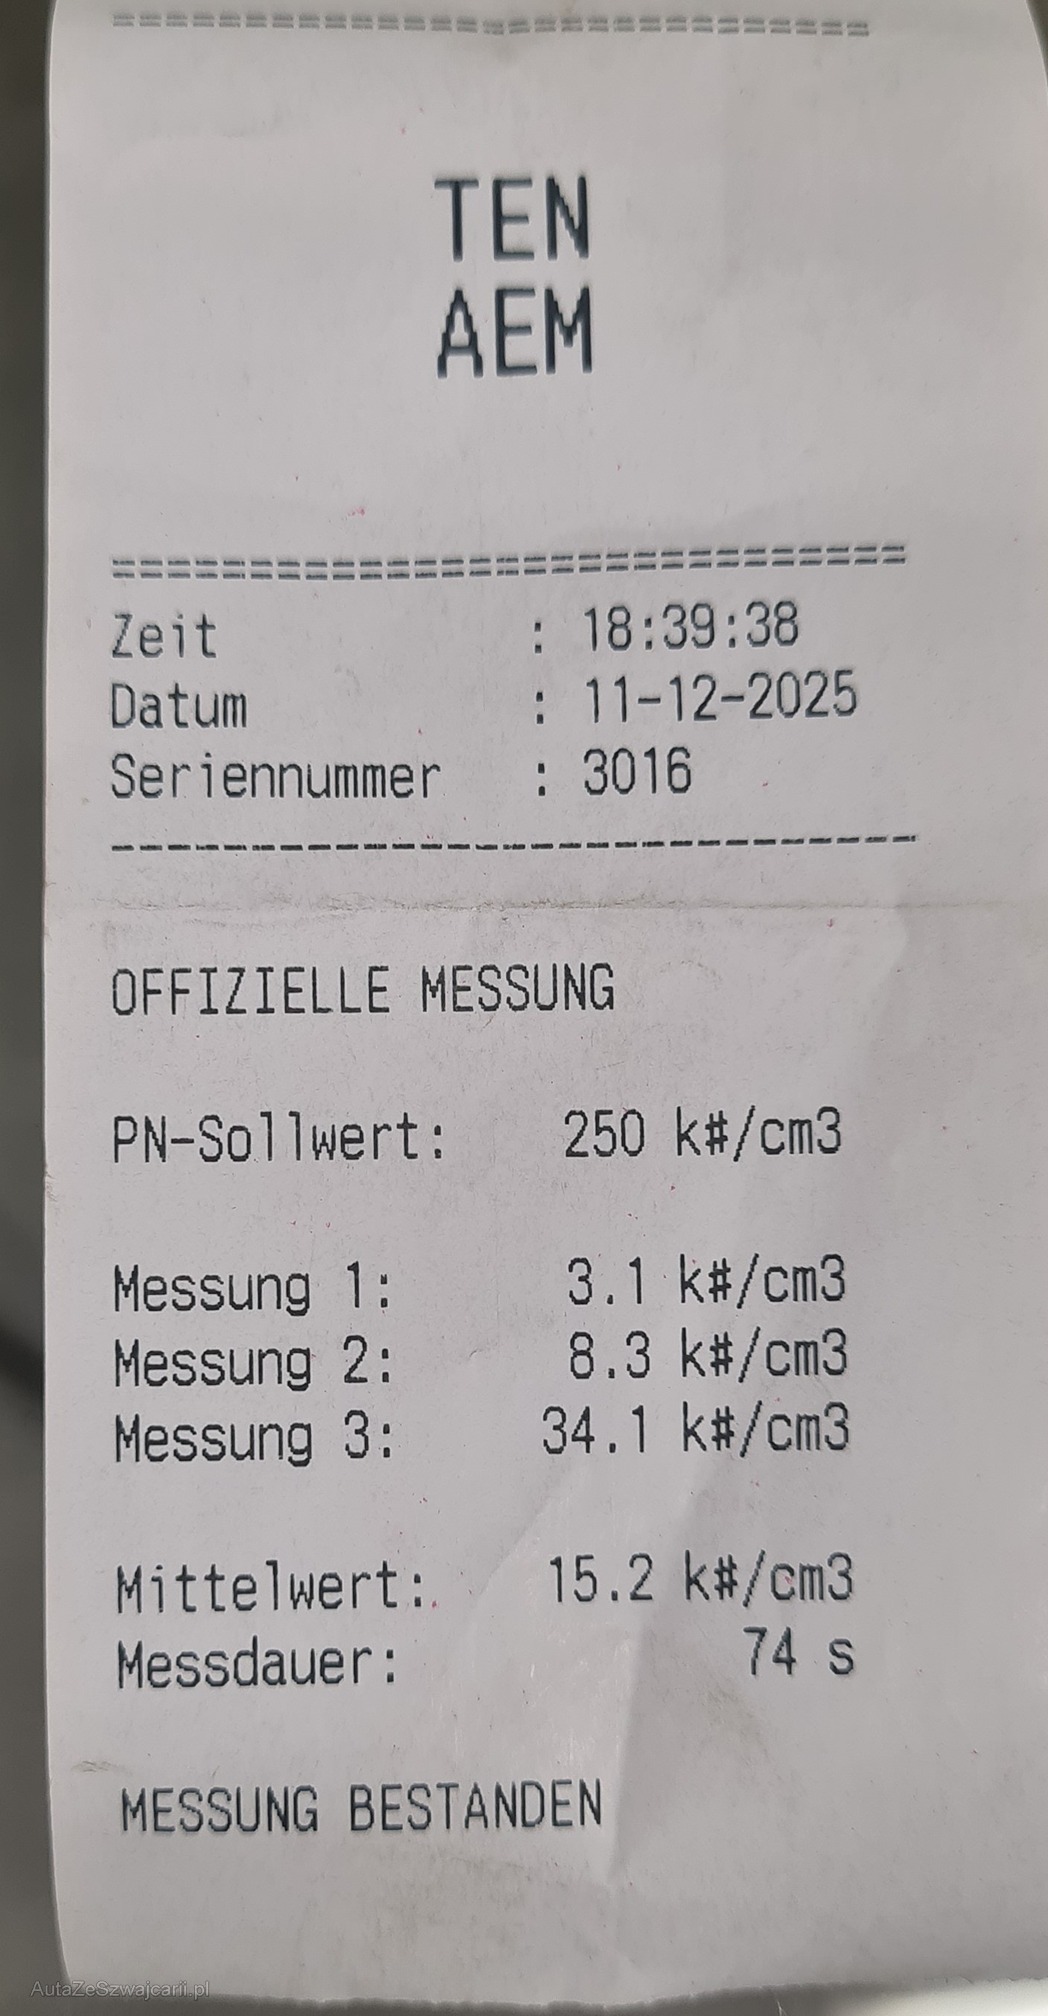 =============================
TEN
AEM
=============================
Zeit : 18:39:38
Datum : 11-12-2025
Seriennummer : 3016
-----------------------------
OFFIZIELLE MESSUNG
PN-Sollwert: 250 k#/cm3
Messung 1: 3.1 k#/cm3
Messung 2: 8.3 k#/cm3
Messung 3: 34.1 k#/cm3
Mittelwert: 15.2 k#/cm3
Messdauer: 74 s
MESSUNG BESTANDEN
AutaZeSzwajcarii.pl